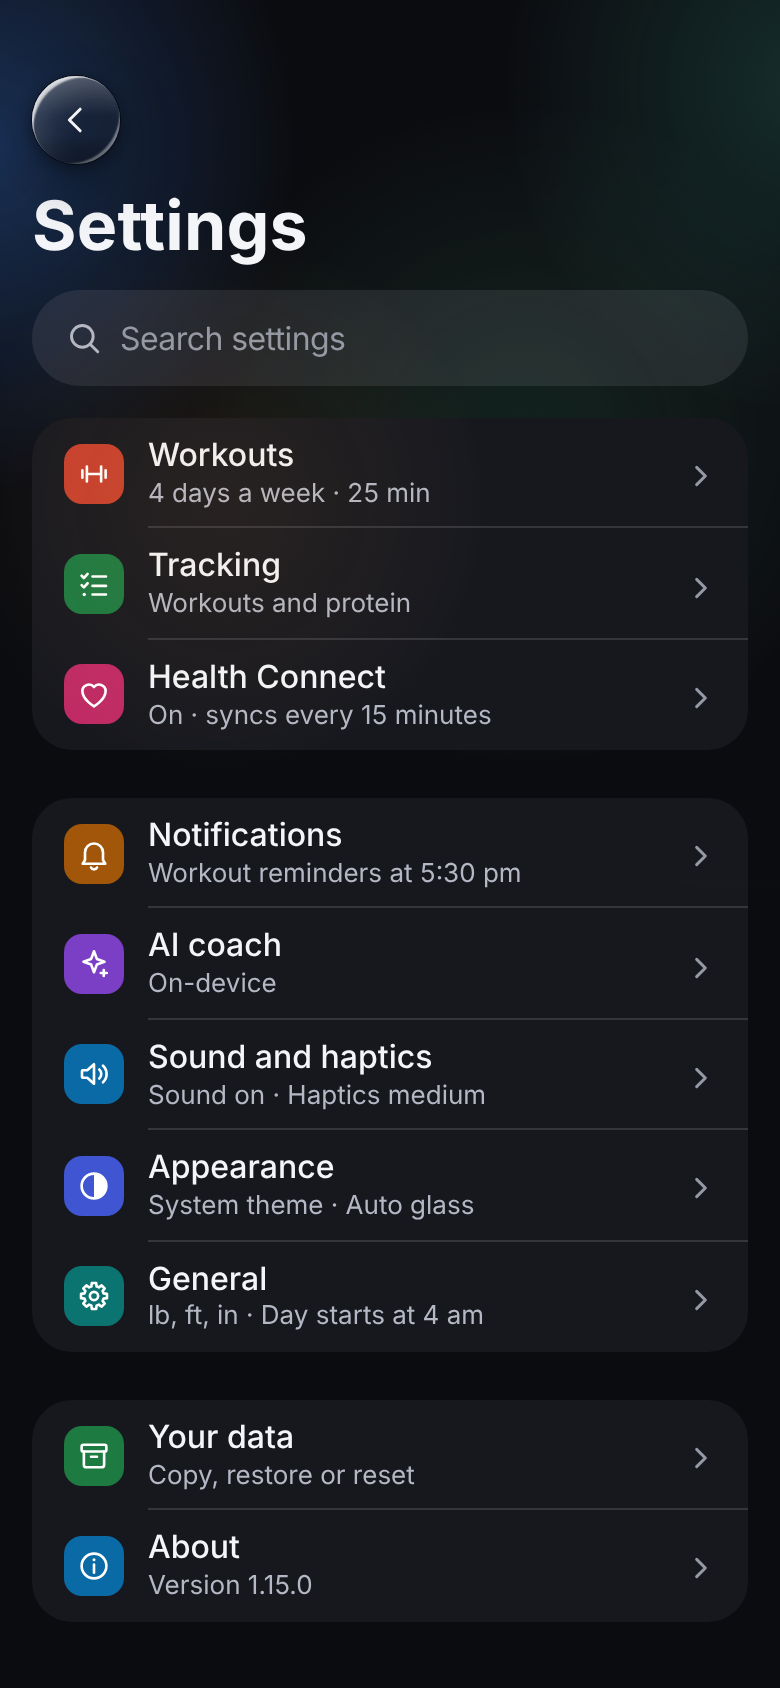 Settings
Search settings
Workouts
4 days a week · 25 min
Tracking
Workouts and protein
Health Connect
On · syncs every 15 minutes
Notifications
Workout reminders at 5:30 pm
AI coach
On-device
Sound and haptics
Sound on · Haptics medium
Appearance
System theme · Auto glass
General
lb, ft, in · Day starts at 4 am
Your data
Copy, restore or reset
About
Version 1.15.0